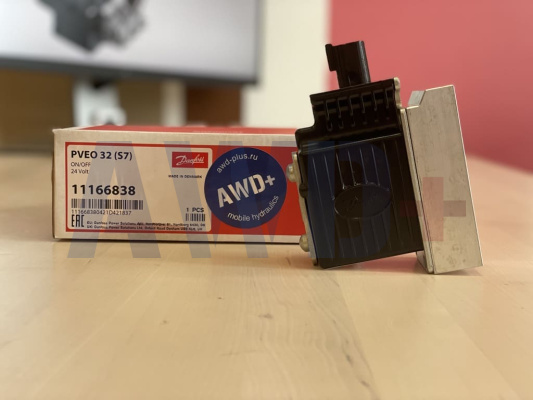 PVEO 32 (S7)
ON/OFF
24 Volt
Danfoss
MADE IN DENMARK
11166838
1 PCS
EAC
awd-plus.ru
AWD+
mobile hydraulics
AWD+